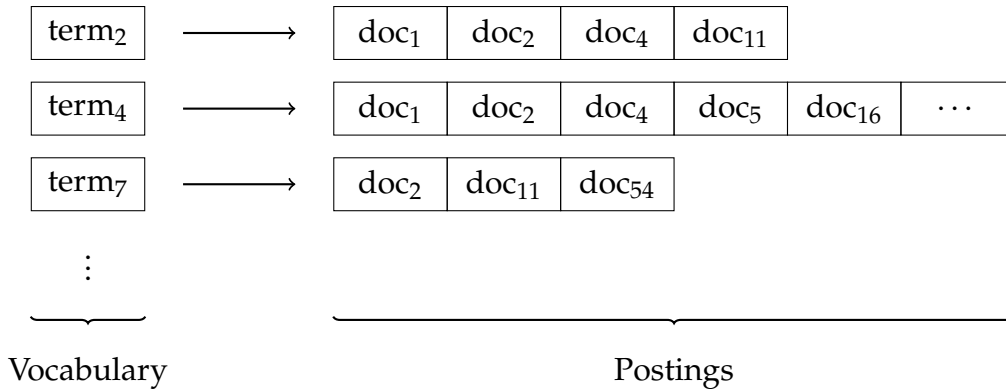 term₂ doc₁ doc₂ doc₄ doc₁₁
term₄ doc₁ doc₂ doc₄ doc₅ doc₁₆ ⋯
term₇ doc₂ doc₁₁ doc₅₄
⋮
Vocabulary Postings